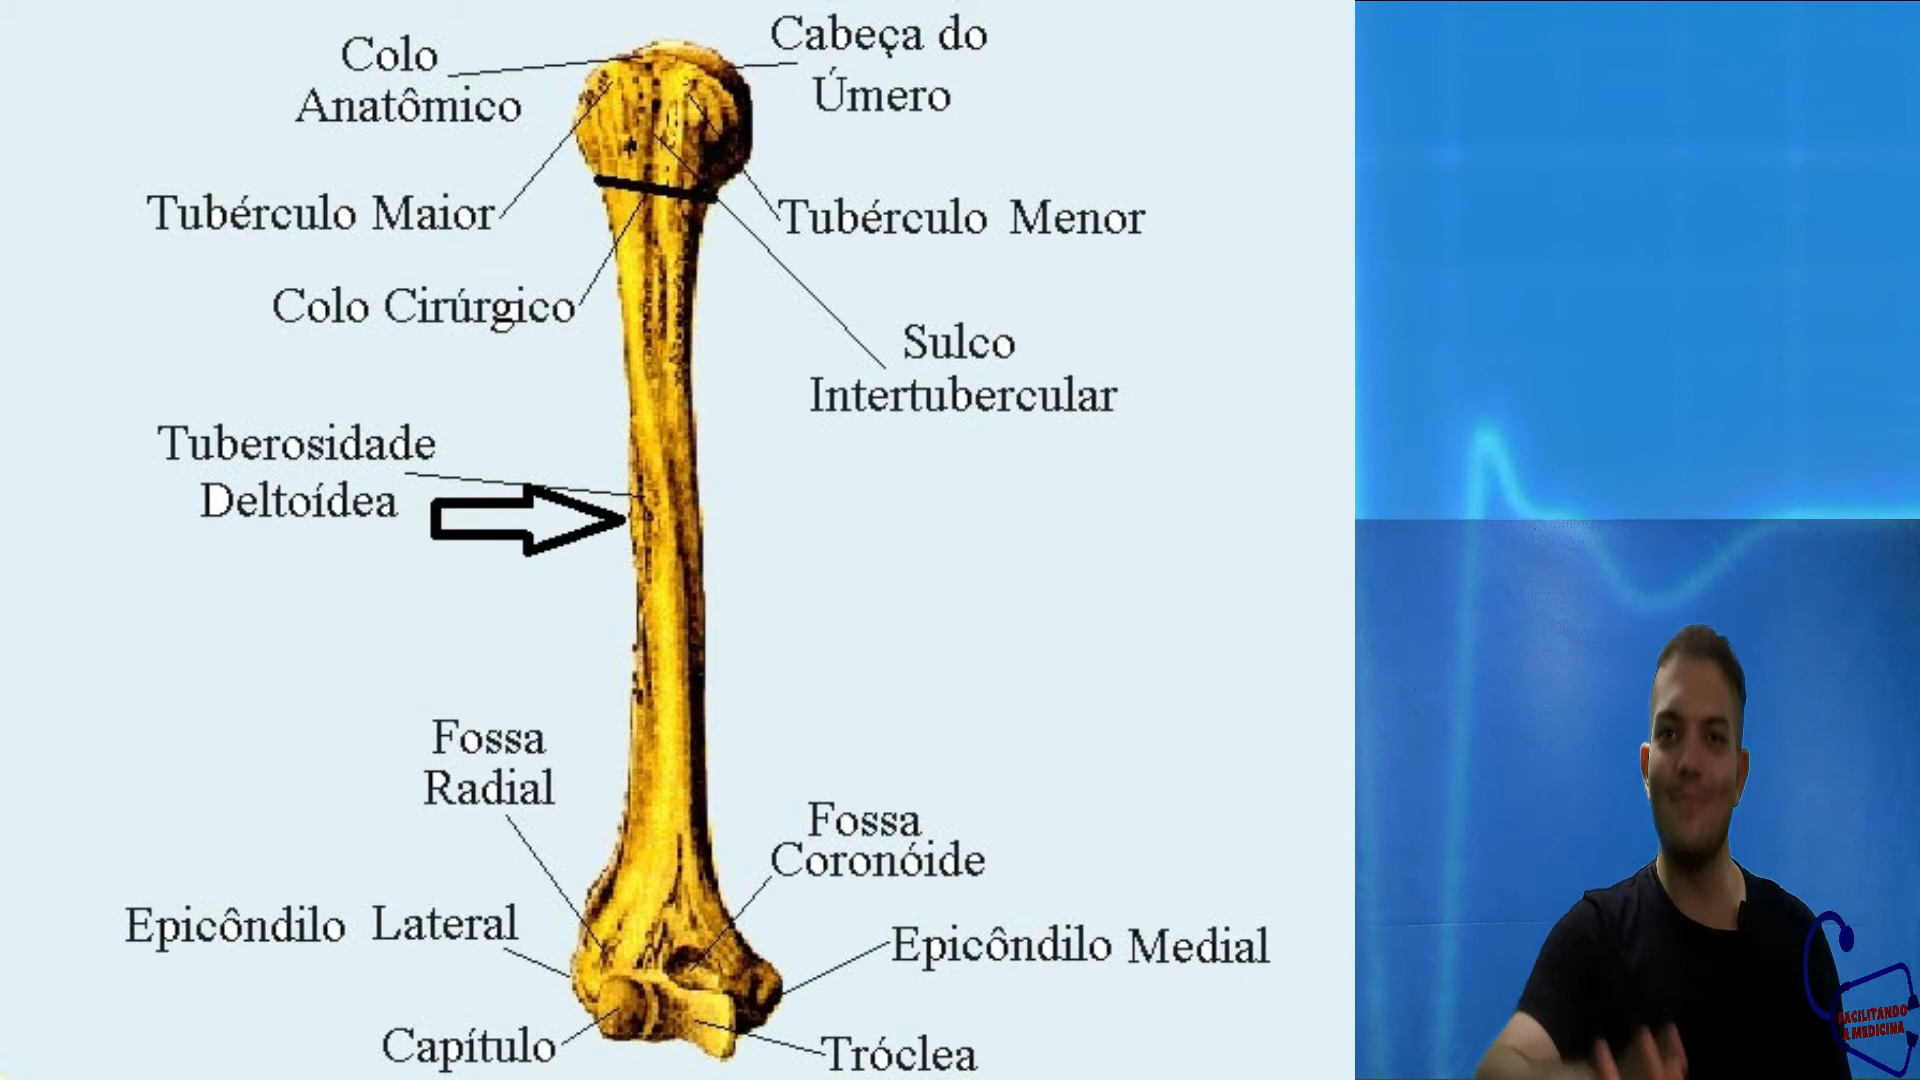 Colo
Anatômico
Cabeça do
Úmero
Tubérculo Maior
Tubérculo Menor
Colo Cirúrgico
Sulco
Intertubercular
Tuberosidade
Deltoídea
Fossa
Radial
Fossa
Coronóide
Epicôndilo Lateral
Epicôndilo Medial
Capítulo
Tróclea
FACILITANDO
A MEDICINA